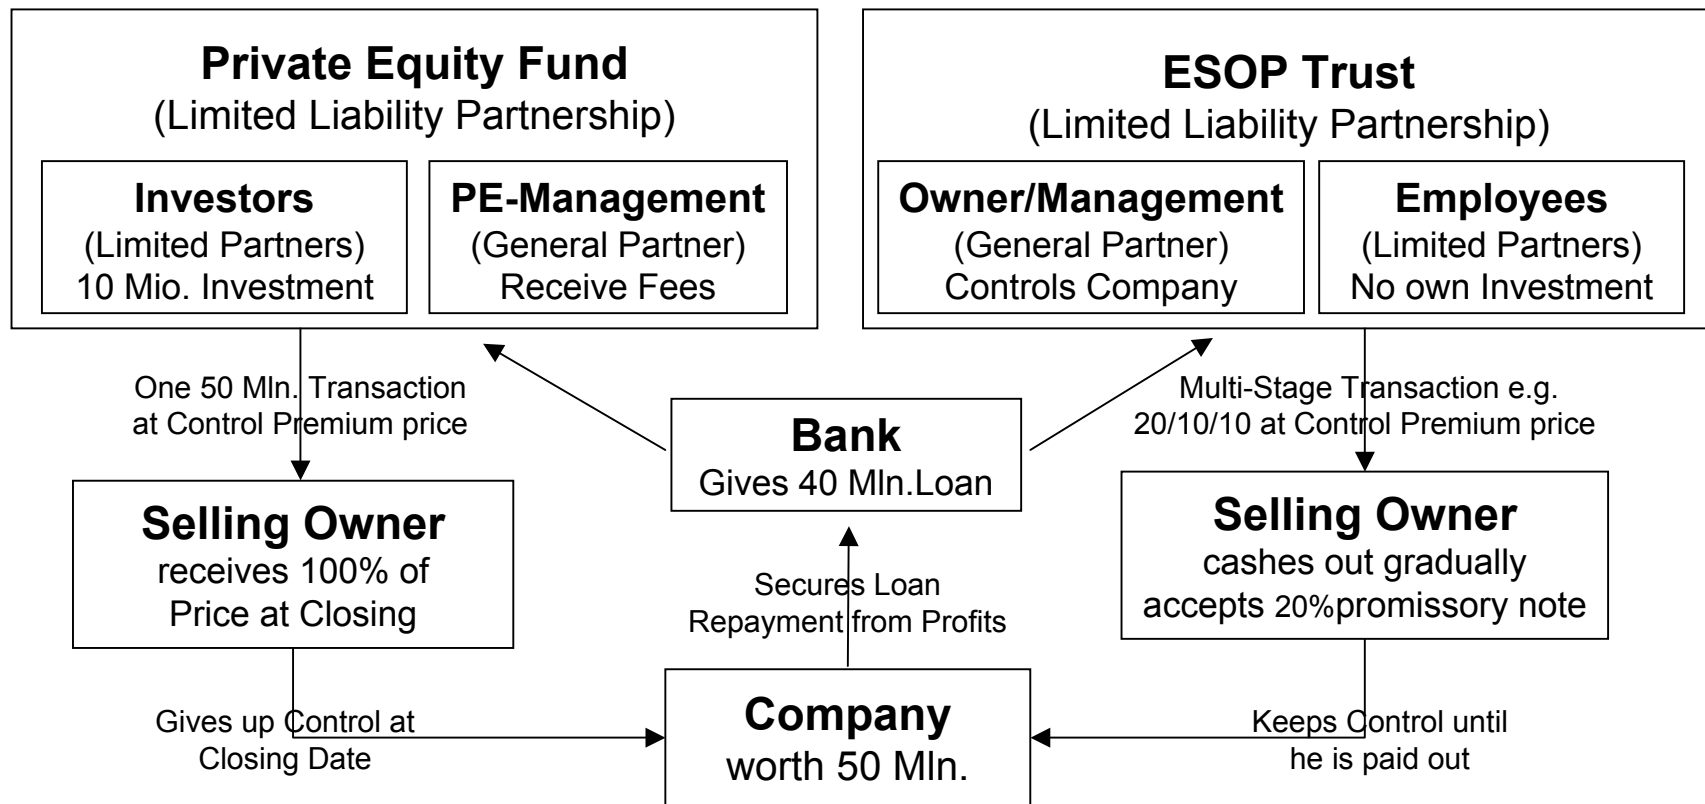 Private Equity Fund
(Limited Liability Partnership)
Investors
(Limited Partners)
10 Mio. Investment
PE-Management
(General Partner)
Receive Fees
ESOP Trust
(Limited Liability Partnership)
Owner/Management
(General Partner)
Controls Company
Employees
(Limited Partners)
No own Investment
One 50 Mln. Transaction
at Control Premium price
Bank
Gives 40 Mln.Loan
Multi-Stage Transaction e.g.
20/10/10 at Control Premium price
Selling Owner
receives 100% of
Price at Closing
Secures Loan
Repayment from Profits
Selling Owner
cashes out gradually
accepts 20%promissory note
Gives up Control at
Closing Date
Company
worth 50 Mln.
Keeps Control until
he is paid out